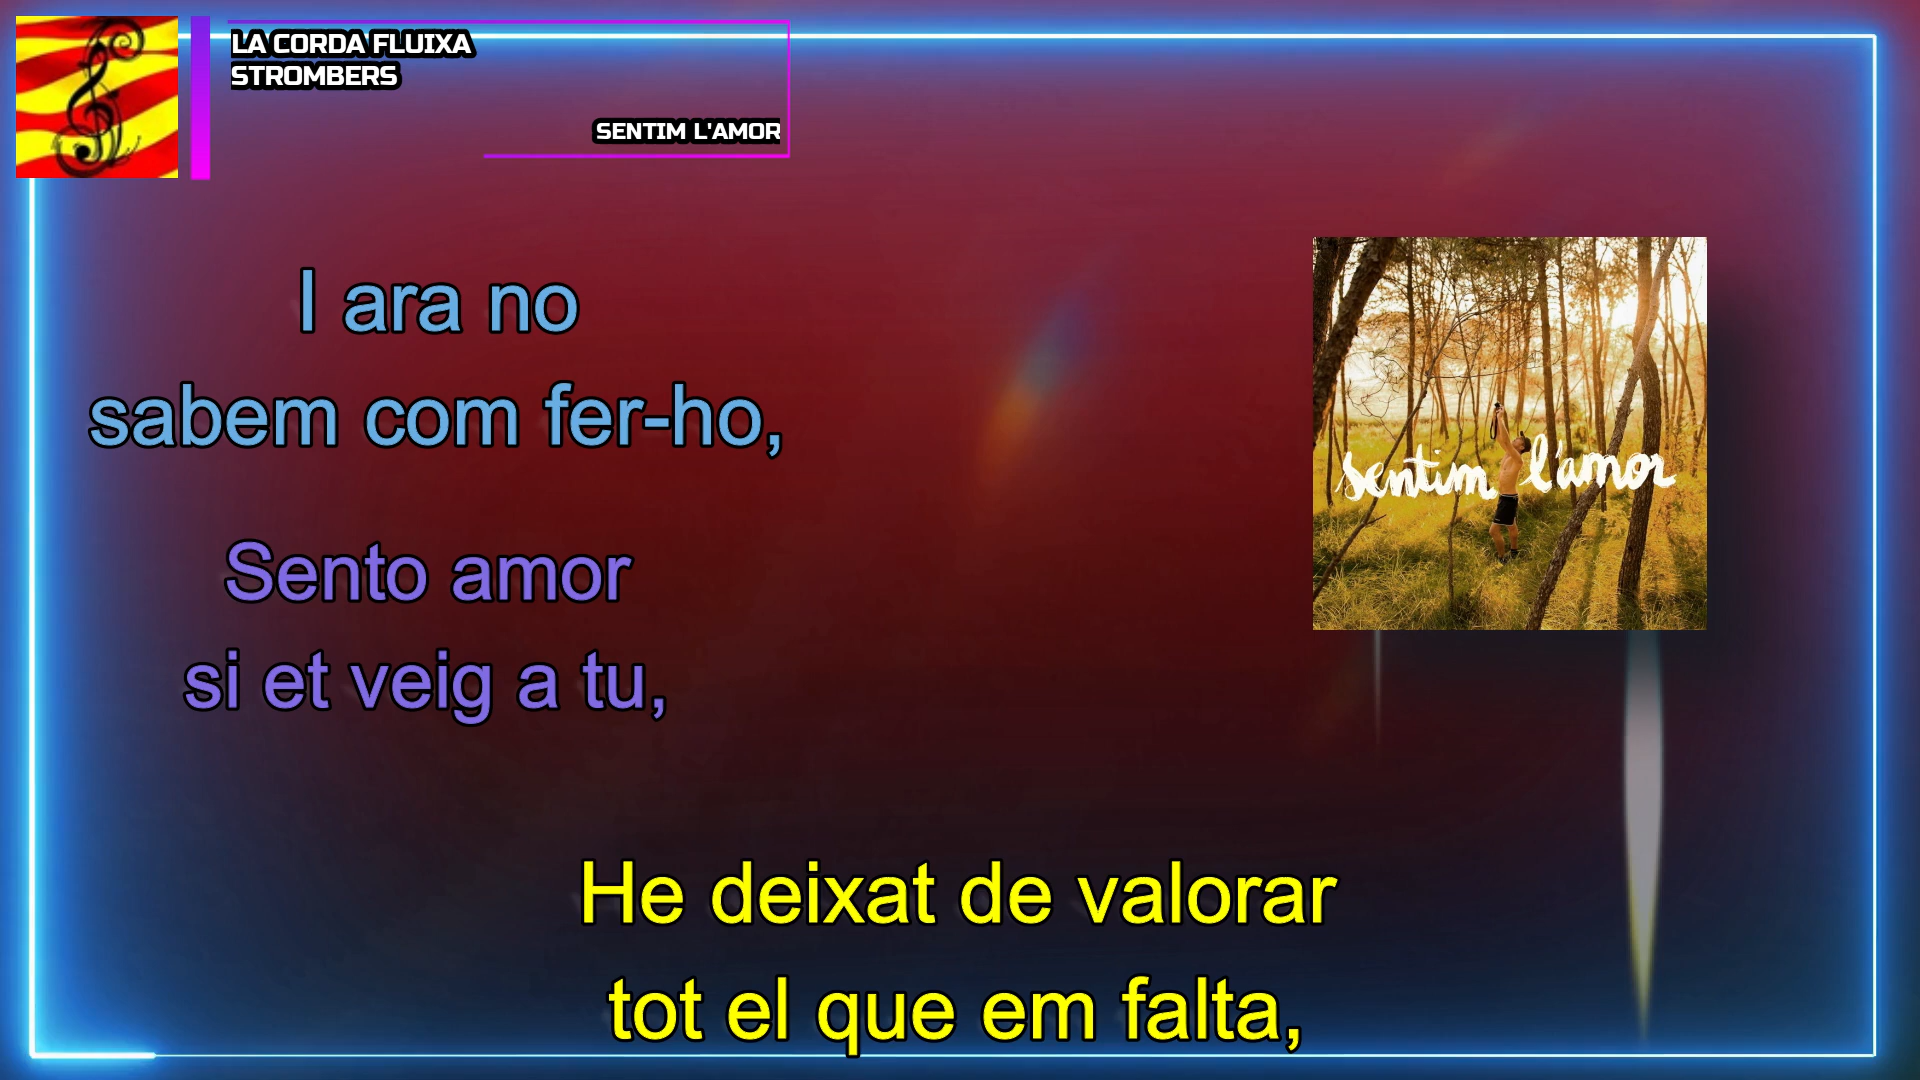 LA CORDA FLUIXA
STROMBERS
SENTIM L'AMOR
I ara no
sabem com fer-ho,
sentim l'amor
Sento amor
si et veig a tu,
He deixat de valorar
tot el que em falta,